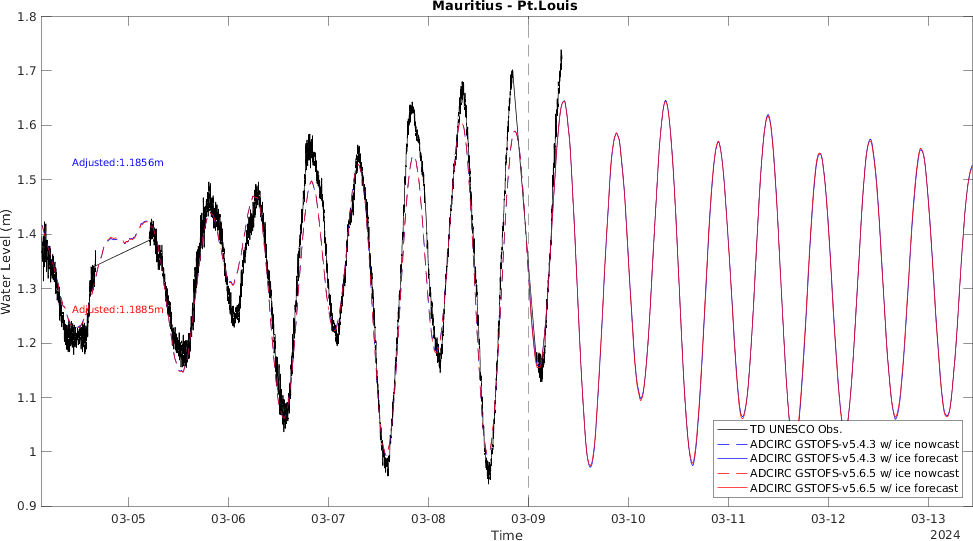 Mauritius - Pt.Louis
1.8
1.7
1.6
1.5
1.4
1.3
1.2
1.1
1
0.9
Water Level (m)
Adjusted:1.1856m
Adjusted:1.1885m
TD UNESCO Obs.
ADCIRC GSTOFS-v5.4.3 w/ ice nowcast
ADCIRC GSTOFS-v5.4.3 w/ ice forecast
ADCIRC GSTOFS-v5.6.5 w/ ice nowcast
ADCIRC GSTOFS-v5.6.5 w/ ice forecast
03-05 03-06 03-07 03-08 03-09 03-10 03-11 03-12 03-13
Time
2024